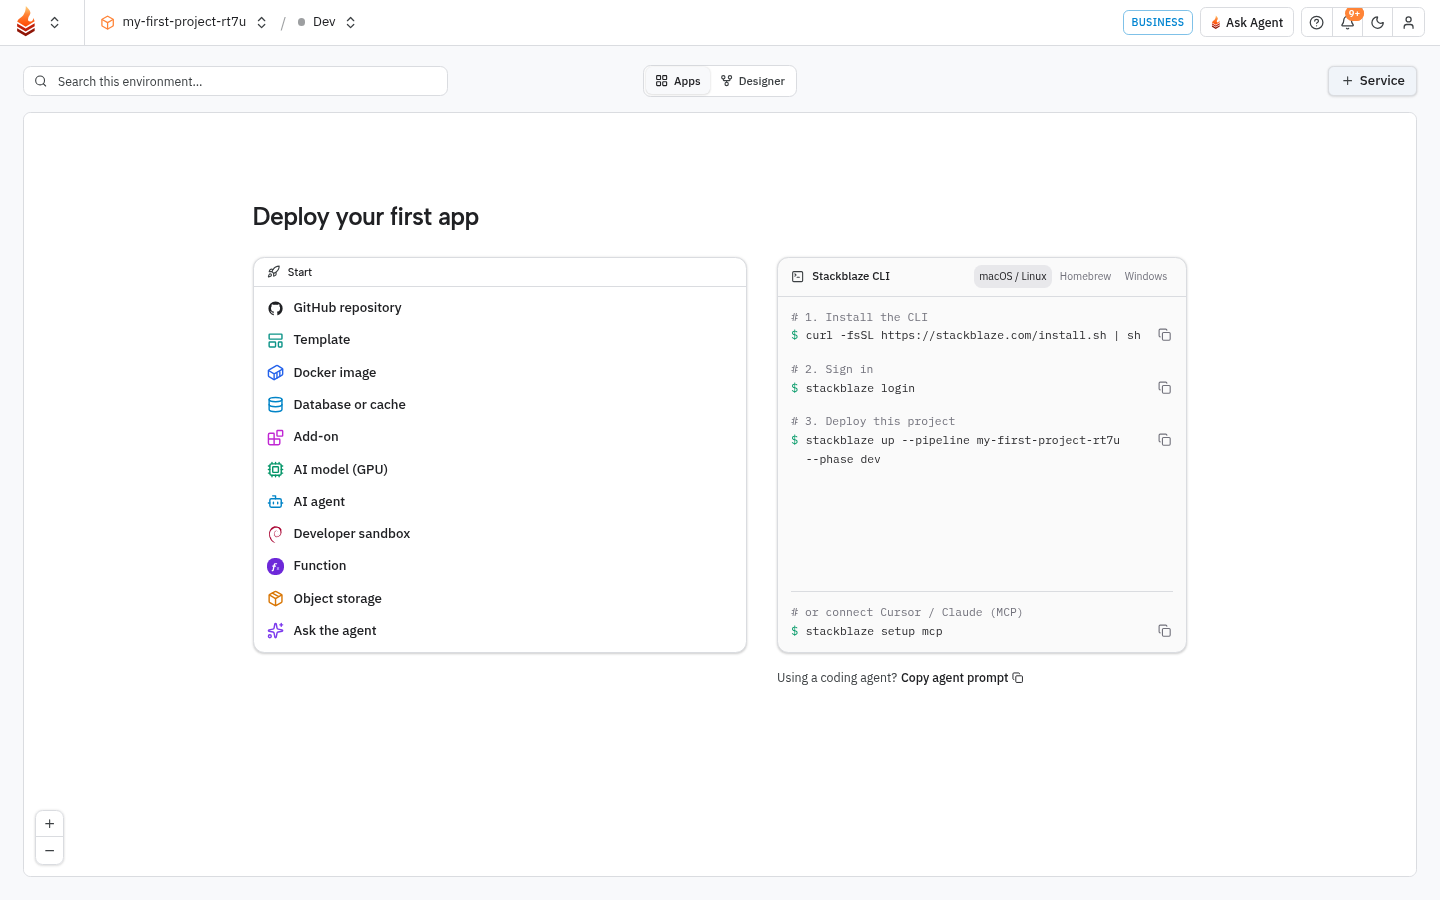 my-first-project-rt7u / Dev
BUSINESS
Ask Agent
9+
Search this environment...
Apps
Designer
+ Service
Deploy your first app
Start
GitHub repository
Template
Docker image
Database or cache
Add-on
AI model (GPU)
AI agent
Developer sandbox
Function
Object storage
Ask the agent
Stackblaze CLI
macOS / Linux
Homebrew
Windows
# 1. Install the CLI
$ curl -fsSL https://stackblaze.com/install.sh | sh
# 2. Sign in
$ stackblaze login
# 3. Deploy this project
$ stackblaze up --pipeline my-first-project-rt7u
--phase dev
# or connect Cursor / Claude (MCP)
$ stackblaze setup mcp
Using a coding agent? Copy agent prompt
+
−